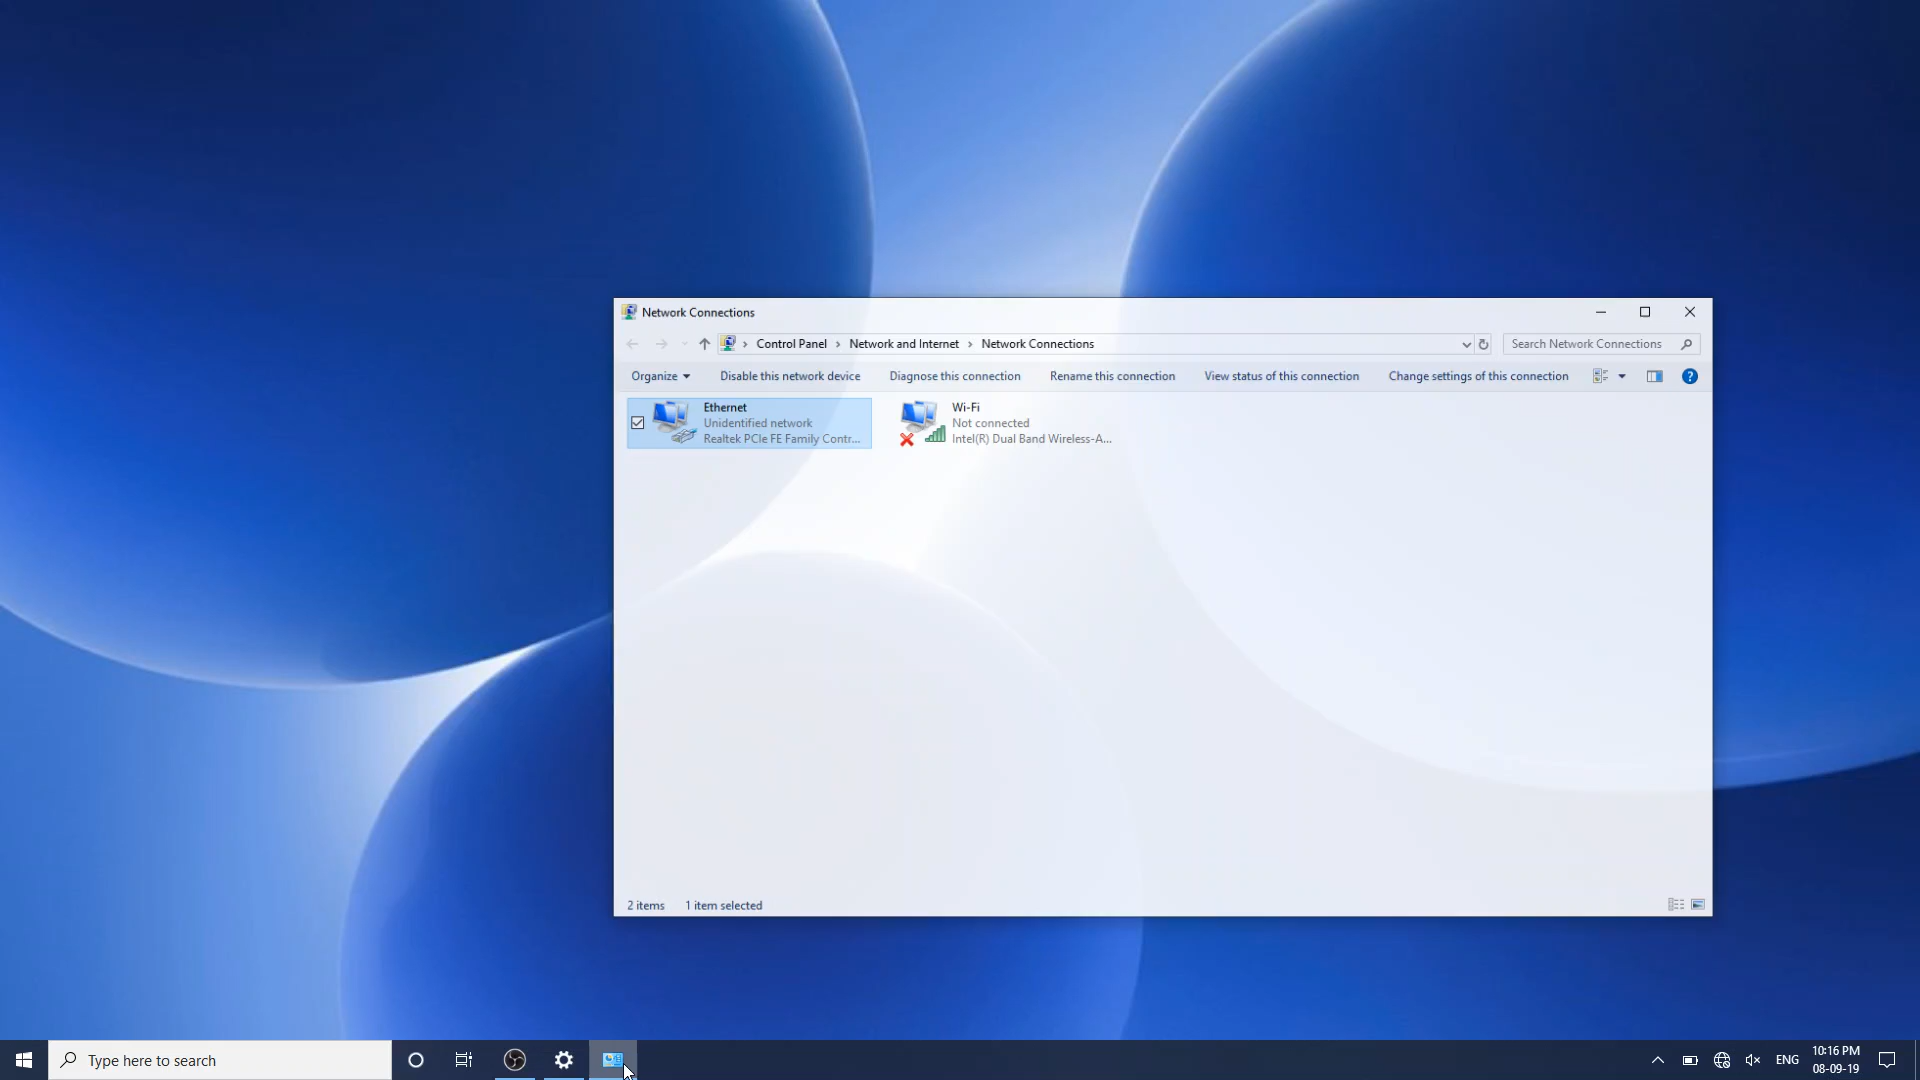 Network Connections
Control Panel > Network and Internet > Network Connections
Search Network Connections
Organize
Disable this network device
Diagnose this connection
Rename this connection
View status of this connection
Change settings of this connection
Ethernet
Unidentified network
Realtek PCIe FE Family Contr...
Wi-Fi
Not connected
Intel(R) Dual Band Wireless-A...
2 items
1 item selected
Type here to search
ENG
10:16 PM
08-09-19